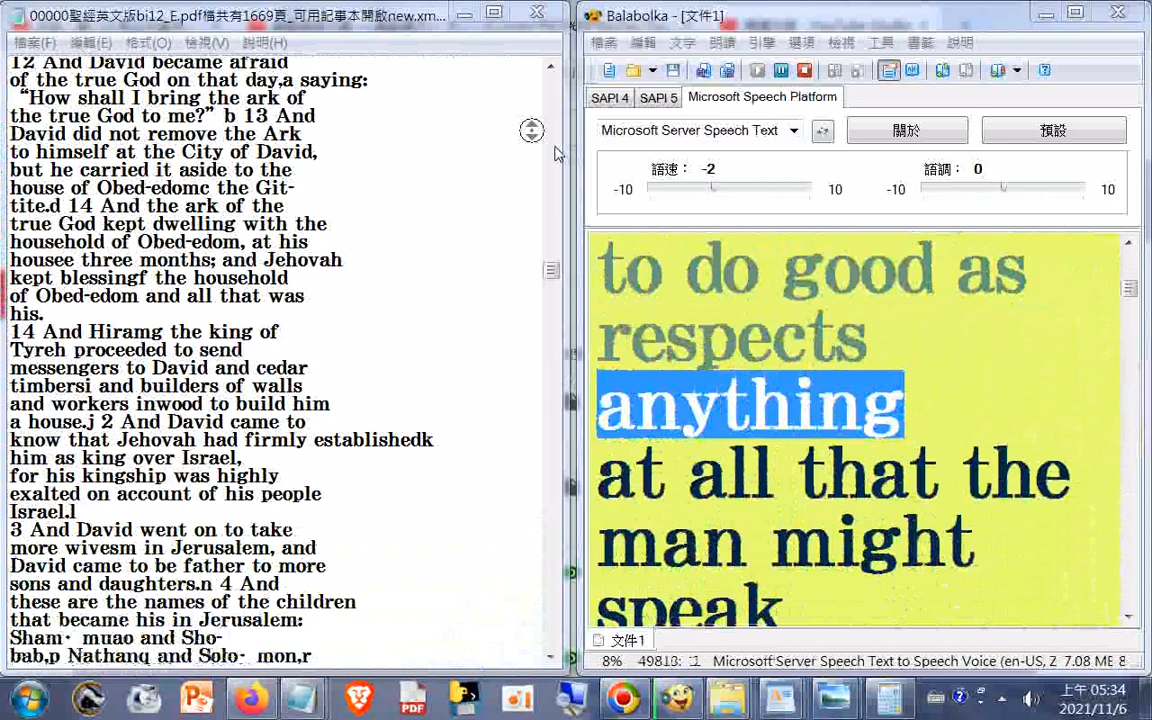 00000聖經英文版bi12_E.pdf檔共有1669頁_可用記事本開啟new.xm...
檔案(F) 編輯(E) 格式(O) 檢視(V) 說明(H)
12 And David became afraid
of the true God on that day,a saying:
“How shall I bring the ark of
the true God to me?” b 13 And
David did not remove the Ark
to himself at the City of David,
but he carried it aside to the
house of Obed-edomc the Git-
tite.d 14 And the ark of the
true God kept dwelling with the
household of Obed-edom, at his
housee three months; and Jehovah
kept blessingf the household
of Obed-edom and all that was
his.
14 And Hiramg the king of
Tyreh proceeded to send
messengers to David and cedar
timbersi and builders of walls
and workers inwood to build him
a house.j 2 And David came to
know that Jehovah had firmly establishedk
him as king over Israel,
for his kingship was highly
exalted on account of his people
Israel.l
3 And David went on to take
more wivesm in Jerusalem, and
David came to be father to more
sons and daughters.n 4 And
these are the names of the children
that became his in Jerusalem:
Sham· muao and Sho-
bab,p Nathanq and Solo· mon,r
Balabolka - [文件1]
檔案 編輯 文字 朗讀 引擎 選項 檢視 工具 書籤 說明
SAPI 4 SAPI 5 Microsoft Speech Platform
Microsoft Server Speech Text 關於 預設
語速： -2 語調： 0
-10 10 -10 10
to do good as
respects
anything
at all that the
man might
speak
文件1
8% Microsoft Server Speech Text to Speech Voice (en-US, Z 7.08 MB 8
PDF
上午 05:34
2021/11/6